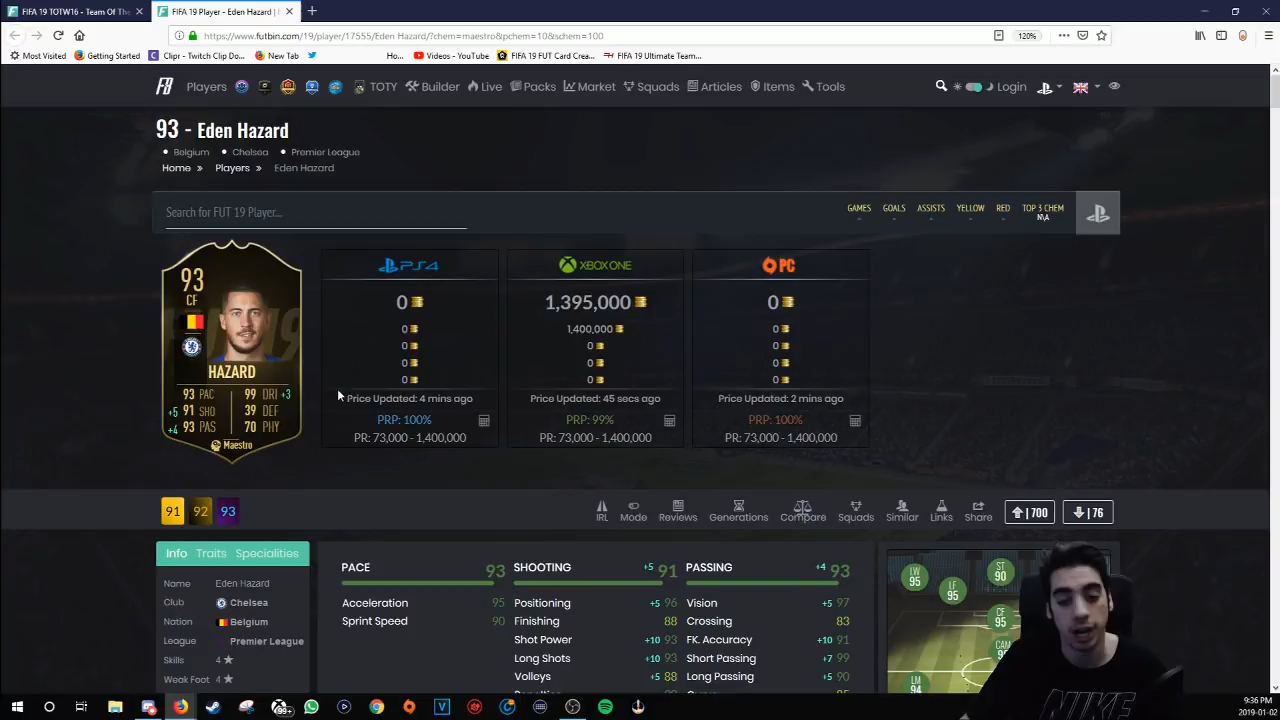 FIFA 19 TOTW16 - Team Of The
FIFA 19 Player - Eden Hazard |
https://www.futbin.com/19/player/17555/Eden Hazard/?chem=maestro&pchem=10&schem=100
120%
Most Visited
Getting Started
Clipr - Twitch Clip Do...
New Tab
Ho...
Videos - YouTube
FIFA 19 FUT Card Crea...
FIFA 19 Ultimate Team...
Players TOTY Builder Live Packs Market Squads Articles Items Tools Login
93 - Eden Hazard
Belgium Chelsea Premier League
Home » Players » Eden Hazard
Search for FUT 19 Player...
GAMES GOALS ASSISTS YELLOW RED TOP 3 CHEM
- - - - - N\A
93
CF
HAZARD
93 PAC 99 DRI +3
+5 91 SHO 39 DEF
+4 93 PAS 70 PHY
Maestro
PS4
0
0
0
0
0
Price Updated: 4 mins ago
PRP: 100%
PR: 73,000 - 1,400,000
XBOX ONE
1,395,000
1,400,000
0
0
0
Price Updated: 45 secs ago
PRP: 99%
PR: 73,000 - 1,400,000
PC
0
0
0
0
0
Price Updated: 2 mins ago
PRP: 100%
PR: 73,000 - 1,400,000
91 92 93
IRL Mode Reviews Generations Compare Squads Similar Links Share
700
76
Info Traits Specialities
Name Eden Hazard
Club Chelsea
Nation Belgium
League Premier League
Skills 4
Weak Foot 4
PACE 93
Acceleration 95
Sprint Speed 90
SHOOTING +5 91
Positioning +5 96
Finishing 88
Shot Power +10 93
Long Shots +10 93
Volleys +5 88
PASSING +4 93
Vision +5 97
Crossing 83
FK. Accuracy +10 91
Short Passing +7 99
Long Passing +5 90
LW
95
LF
95
ST
90
CF
95
CAM
LM
94
NIKE
99+
9:36 PM
2019-01-02